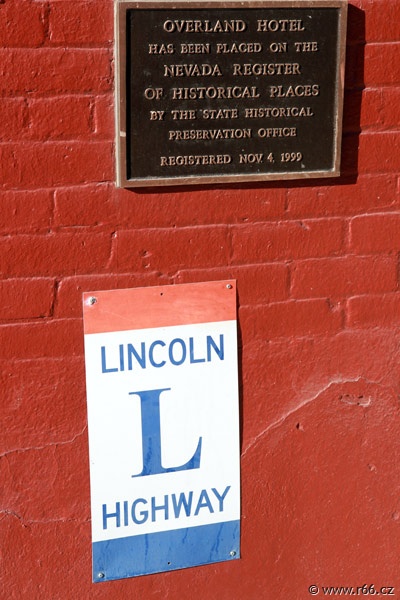 OVERLAND HOTEL
HAS BEEN PLACED ON THE
NEVADA REGISTER
OF HISTORICAL PLACES
BY THE STATE HISTORICAL
PRESERVATION OFFICE
REGISTERED NOV. 4, 1999
LINCOLN
L
HIGHWAY
© www.r66.cz